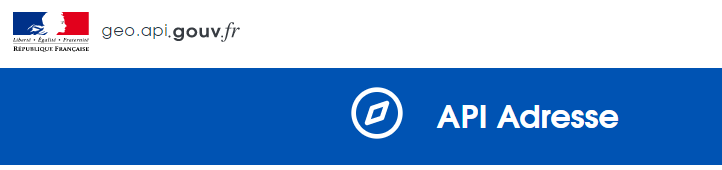 geo.api.gouv.fr
Liberté • Égalité • Fraternité
RÉPUBLIQUE FRANÇAISE
API Adresse